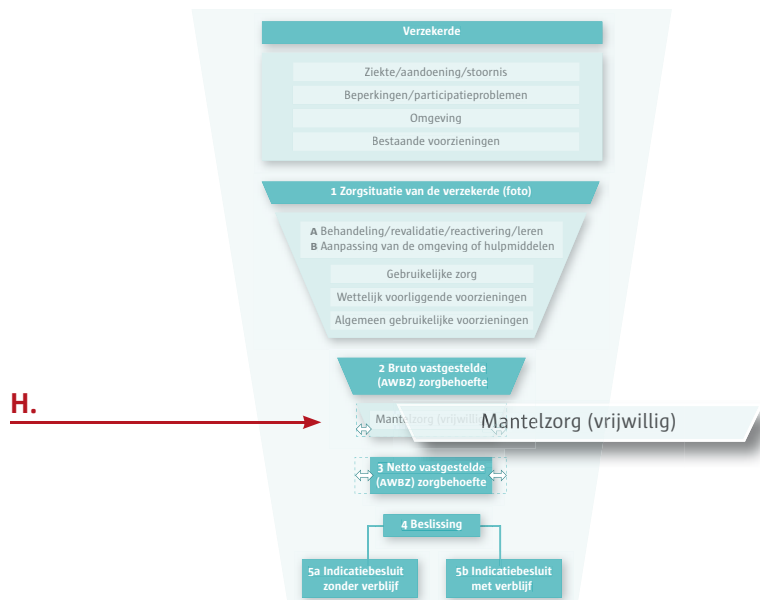 Verzekerde
Ziekte/aandoening/stoornis
Beperkingen/participatieproblemen
Omgeving
Bestaande voorzieningen
1 Zorgsituatie van de verzekerde (foto)
A Behandeling/revalidatie/reactivering/leren
B Aanpassing van de omgeving of hulpmiddelen
Gebruikelijke zorg
Wettelijk voorliggende voorzieningen
Algemeen gebruikelijke voorzieningen
2 Bruto vastgestelde
(AWBZ) zorgbehoefte
H.
Mantelzorg (vrijwillig)
Mantelzorg (vrijwillig)
3 Netto vastgestelde
(AWBZ) zorgbehoefte
4 Beslissing
5a Indicatiebesluit
zonder verblijf
5b Indicatiebesluit
met verblijf